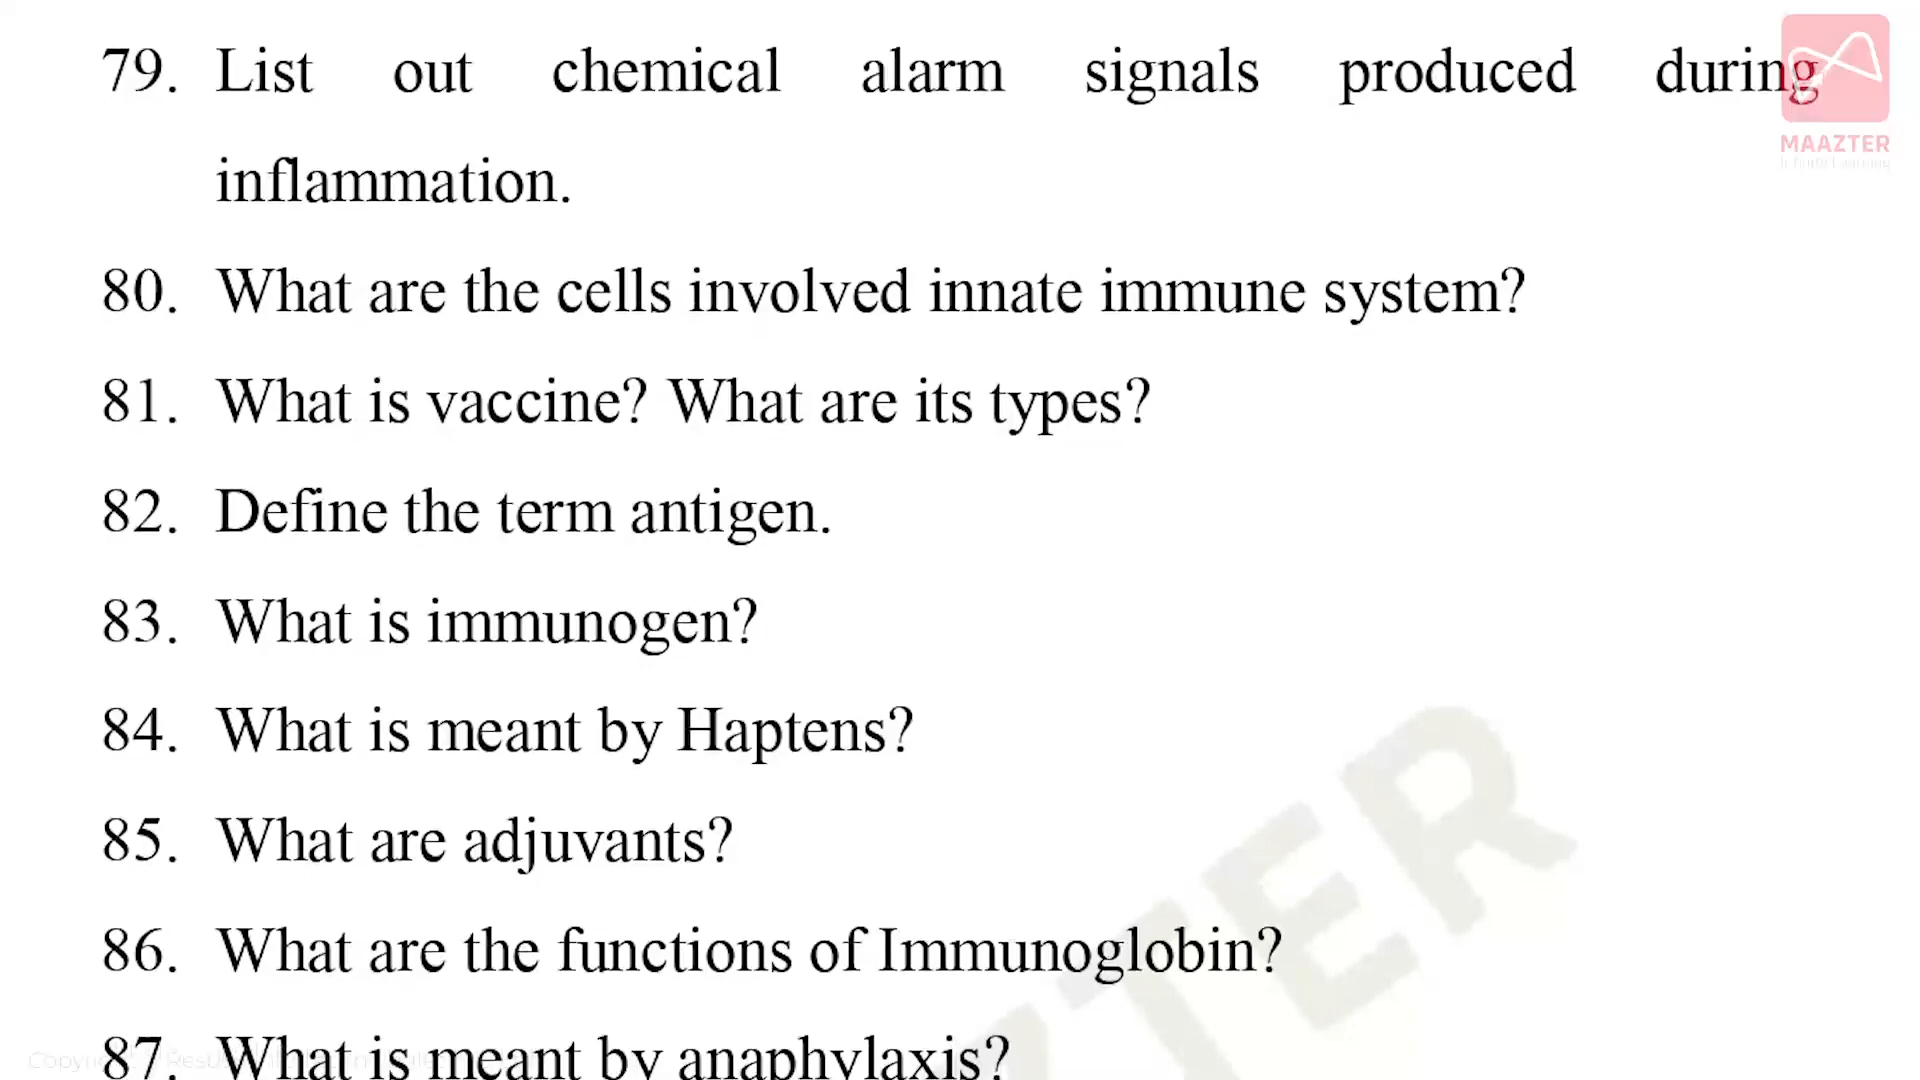 79. List out chemical alarm signals produced during
inflammation.
80. What are the cells involved innate immune system?
81. What is vaccine? What are its types?
82. Define the term antigen.
83. What is immunogen?
84. What is meant by Haptens?
85. What are adjuvants?
86. What are the functions of Immunoglobin?
87. What is meant by anaphylaxis?
MAAZTER
ZTER